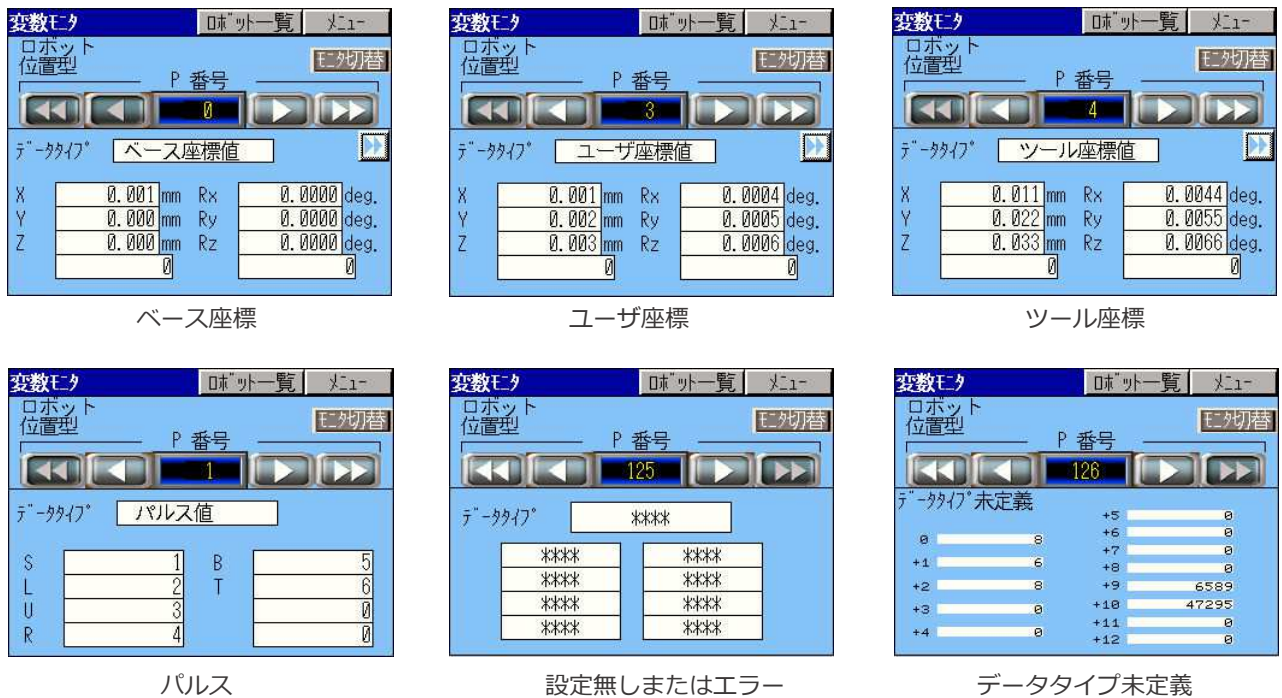 変数ﾓﾆﾀ ﾛﾎﾞｯﾄ一覧 ﾒﾆｭｰ
ロボット
位置型 ﾓﾆﾀ切替
P 番号
0
ﾃﾞｰﾀﾀｲﾌﾟ ベース座標値
X 0.001 mm Rx 0.0000 deg.
Y 0.000 mm Ry 0.0000 deg.
Z 0.000 mm Rz 0.0000 deg.
0 0
ベース座標
変数ﾓﾆﾀ ﾛﾎﾞｯﾄ一覧 ﾒﾆｭｰ
ロボット
位置型 ﾓﾆﾀ切替
P 番号
3
ﾃﾞｰﾀﾀｲﾌﾟ ユーザ座標値
X 0.001 mm Rx 0.0004 deg.
Y 0.002 mm Ry 0.0005 deg.
Z 0.003 mm Rz 0.0006 deg.
0 0
ユーザ座標
変数ﾓﾆﾀ ﾛﾎﾞｯﾄ一覧 ﾒﾆｭｰ
ロボット
位置型 ﾓﾆﾀ切替
P 番号
4
ﾃﾞｰﾀﾀｲﾌﾟ ツール座標値
X 0.011 mm Rx 0.0044 deg.
Y 0.022 mm Ry 0.0055 deg.
Z 0.033 mm Rz 0.0066 deg.
0 0
ツール座標
変数ﾓﾆﾀ ﾛﾎﾞｯﾄ一覧 ﾒﾆｭｰ
ロボット
位置型 ﾓﾆﾀ切替
P 番号
1
ﾃﾞｰﾀﾀｲﾌﾟ パルス値
S 1 B 5
L 2 T 6
U 3 0
R 4 0
パルス
変数ﾓﾆﾀ ﾛﾎﾞｯﾄ一覧 ﾒﾆｭｰ
ロボット
位置型 ﾓﾆﾀ切替
P 番号
125
ﾃﾞｰﾀﾀｲﾌﾟ ****
**** ****
**** ****
**** ****
**** ****
設定無しまたはエラー
変数ﾓﾆﾀ ﾛﾎﾞｯﾄ一覧 ﾒﾆｭｰ
ロボット
位置型 ﾓﾆﾀ切替
P 番号
126
ﾃﾞｰﾀﾀｲﾌﾟ未定義
0 8
+1 6
+2 8
+3 0
+4 0
+5 0
+6 0
+7 0
+8 0
+9 6589
+10 47295
+11 0
+12 0
データタイプ未定義